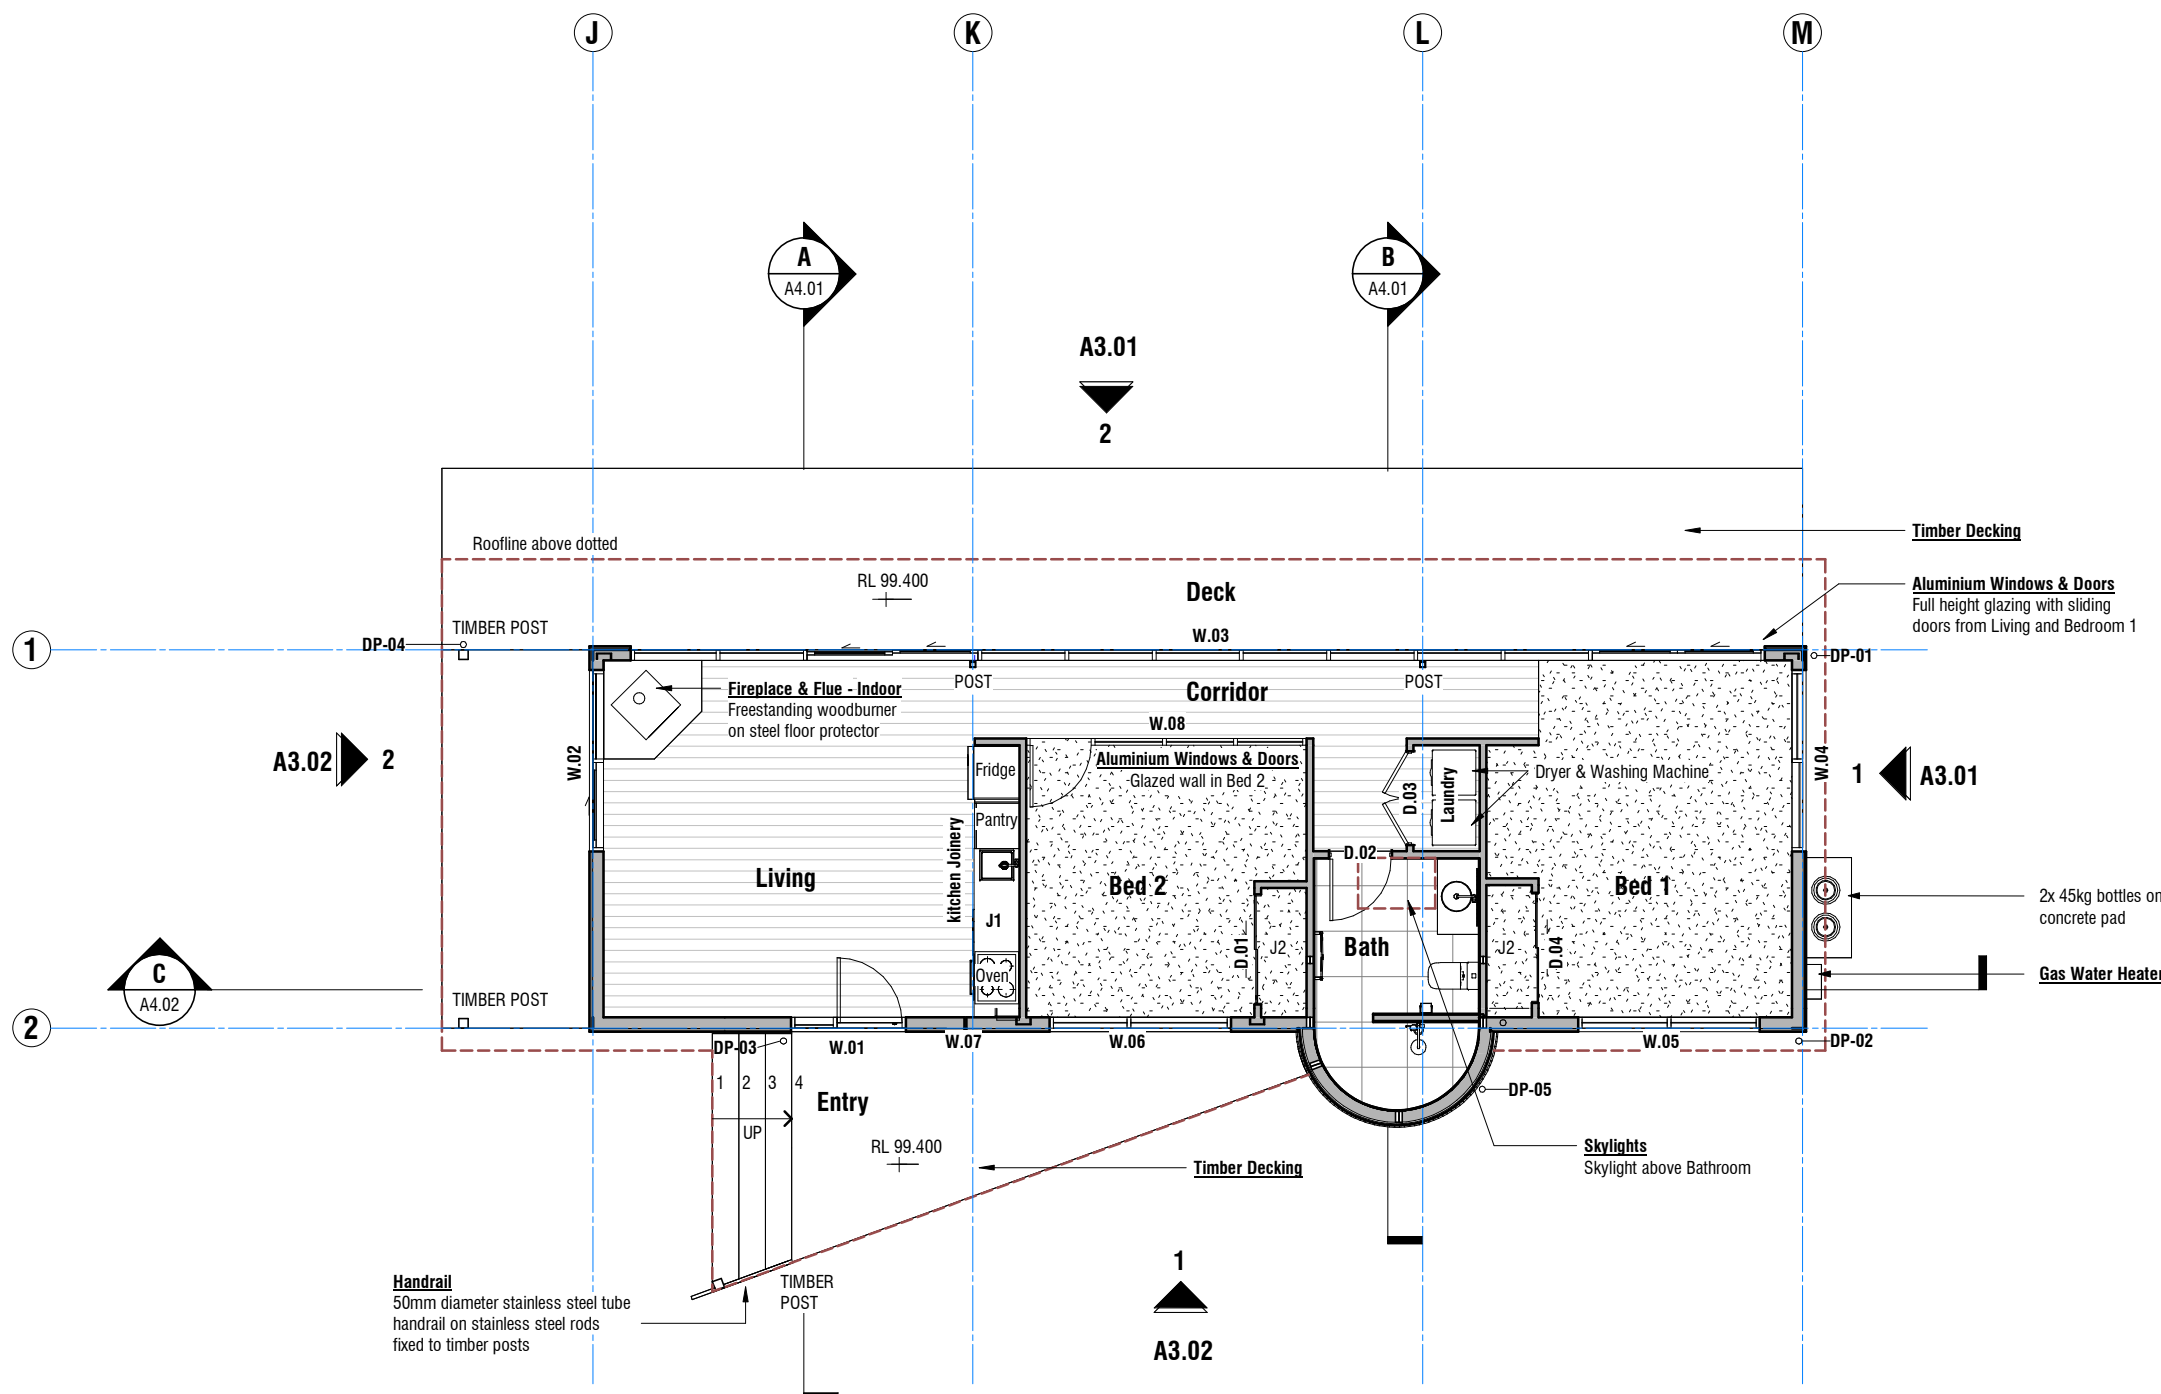 J
K
L
M
A
A4.01
B
A4.01
A3.01
2
Roofline above dotted
Timber Decking
RL 99.400
Deck
Aluminium Windows & Doors
Full height glazing with sliding
doors from Living and Bedroom 1
TIMBER POST
DP-04
1
W.03
DP-01
POST
POST
Corridor
Fireplace & Flue - Indoor
Freestanding woodburner
on steel floor protector
W.08
A3.02
2
W.02
Fridge
Aluminium Windows & Doors
Glazed wall in Bed 2
D.03
Laundry
Dryer & Washing Machine
W.04
1
A3.01
Pantry
kitchen Joinery
D.02
Living
Bed 2
Bed 1
2x 45kg bottles on
concrete pad
J1
D.01
J2
Bath
J2
D.04
C
A4.02
Oven
Gas Water Heater
TIMBER POST
2
DP-03
W.01
W.07
W.06
W.05
DP-02
1
2
3
4
Entry
DP-05
UP
RL 99.400
Timber Decking
Skylights
Skylight above Bathroom
Handrail
50mm diameter stainless steel tube
handrail on stainless steel rods
fixed to timber posts
TIMBER
POST
1
A3.02